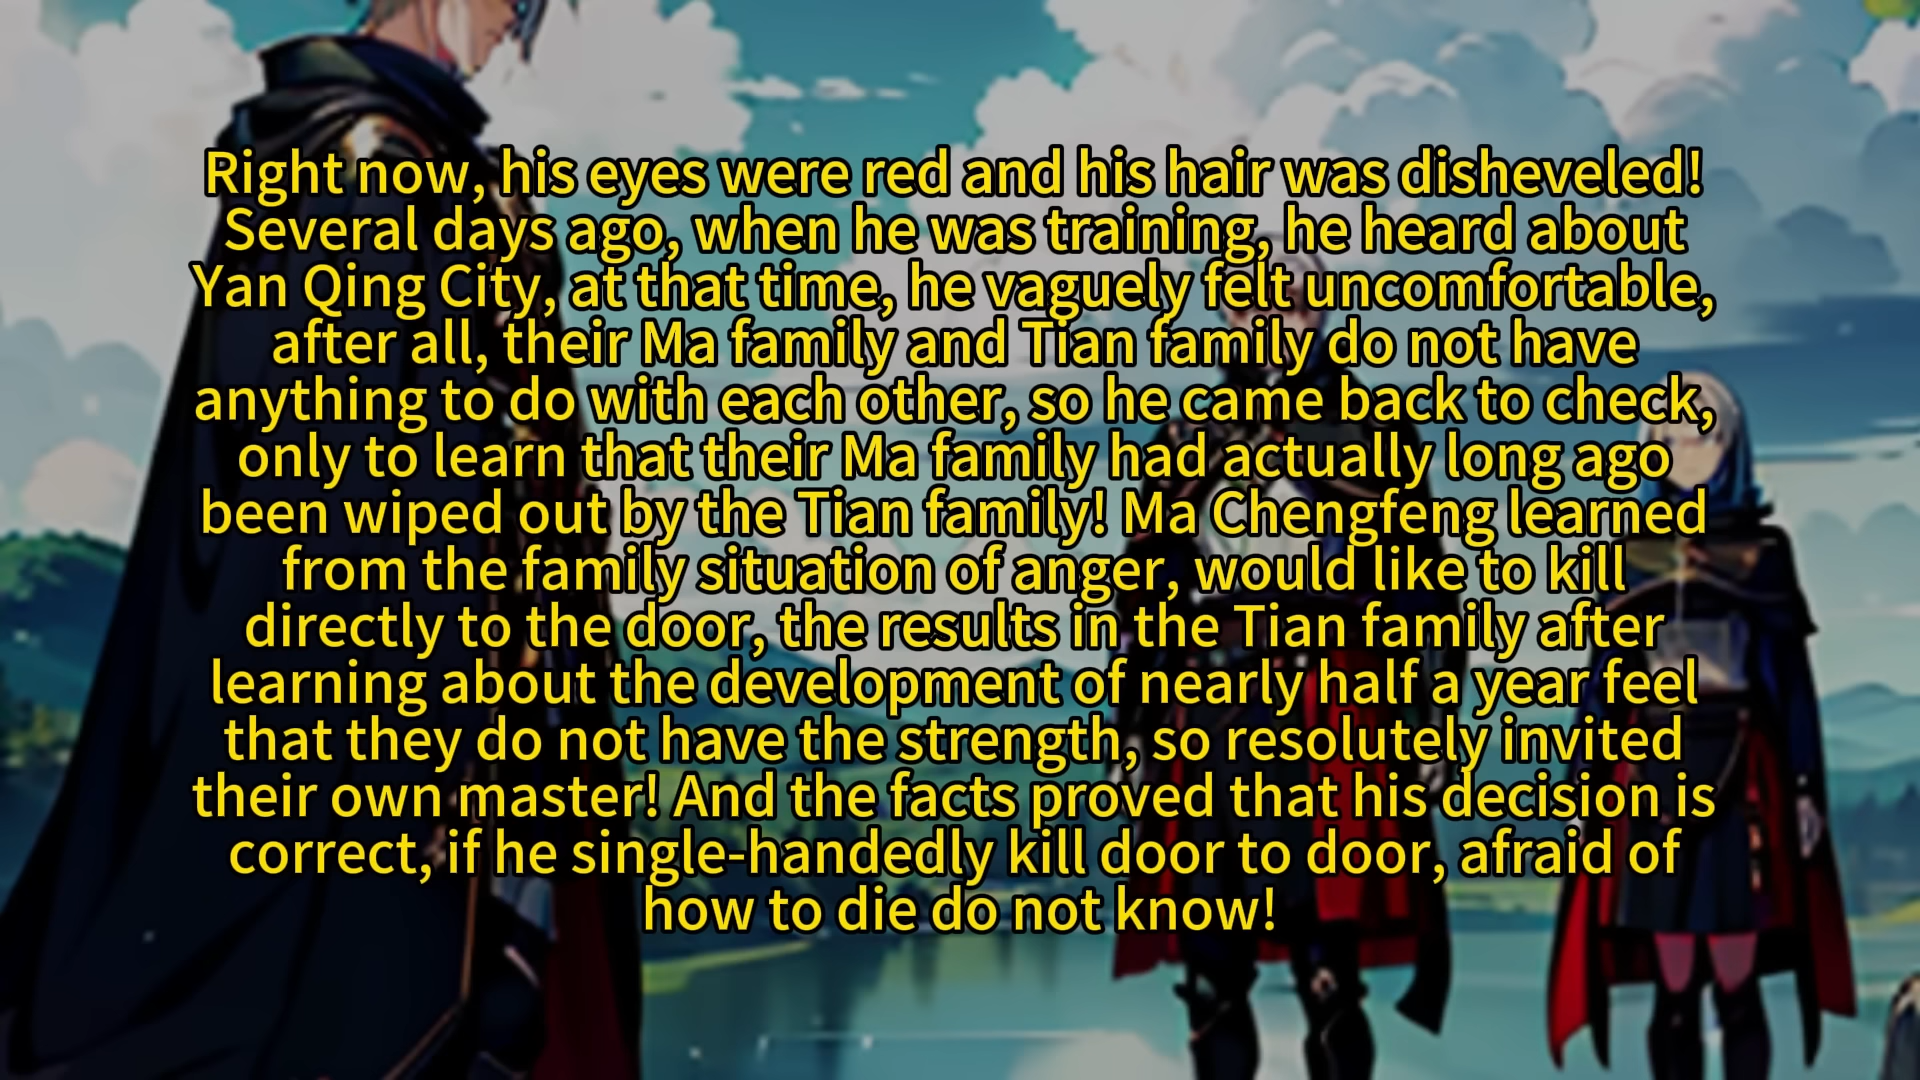 Right now, his eyes were red and his hair was disheveled!
Several days ago, when he was training, he heard about
Yan Qing City, at that time, he vaguely felt uncomfortable,
after all, their Ma family and Tian family do not have
anything to do with each other, so he came back to check,
only to learn that their Ma family had actually long ago
been wiped out by the Tian family! Ma Chengfeng learned
from the family situation of anger, would like to kill
directly to the door, the results in the Tian family after
learning about the development of nearly half a year feel
that they do not have the strength, so resolutely invited
their own master! And the facts proved that his decision is
correct, if he single-handedly kill door to door, afraid of
how to die do not know!